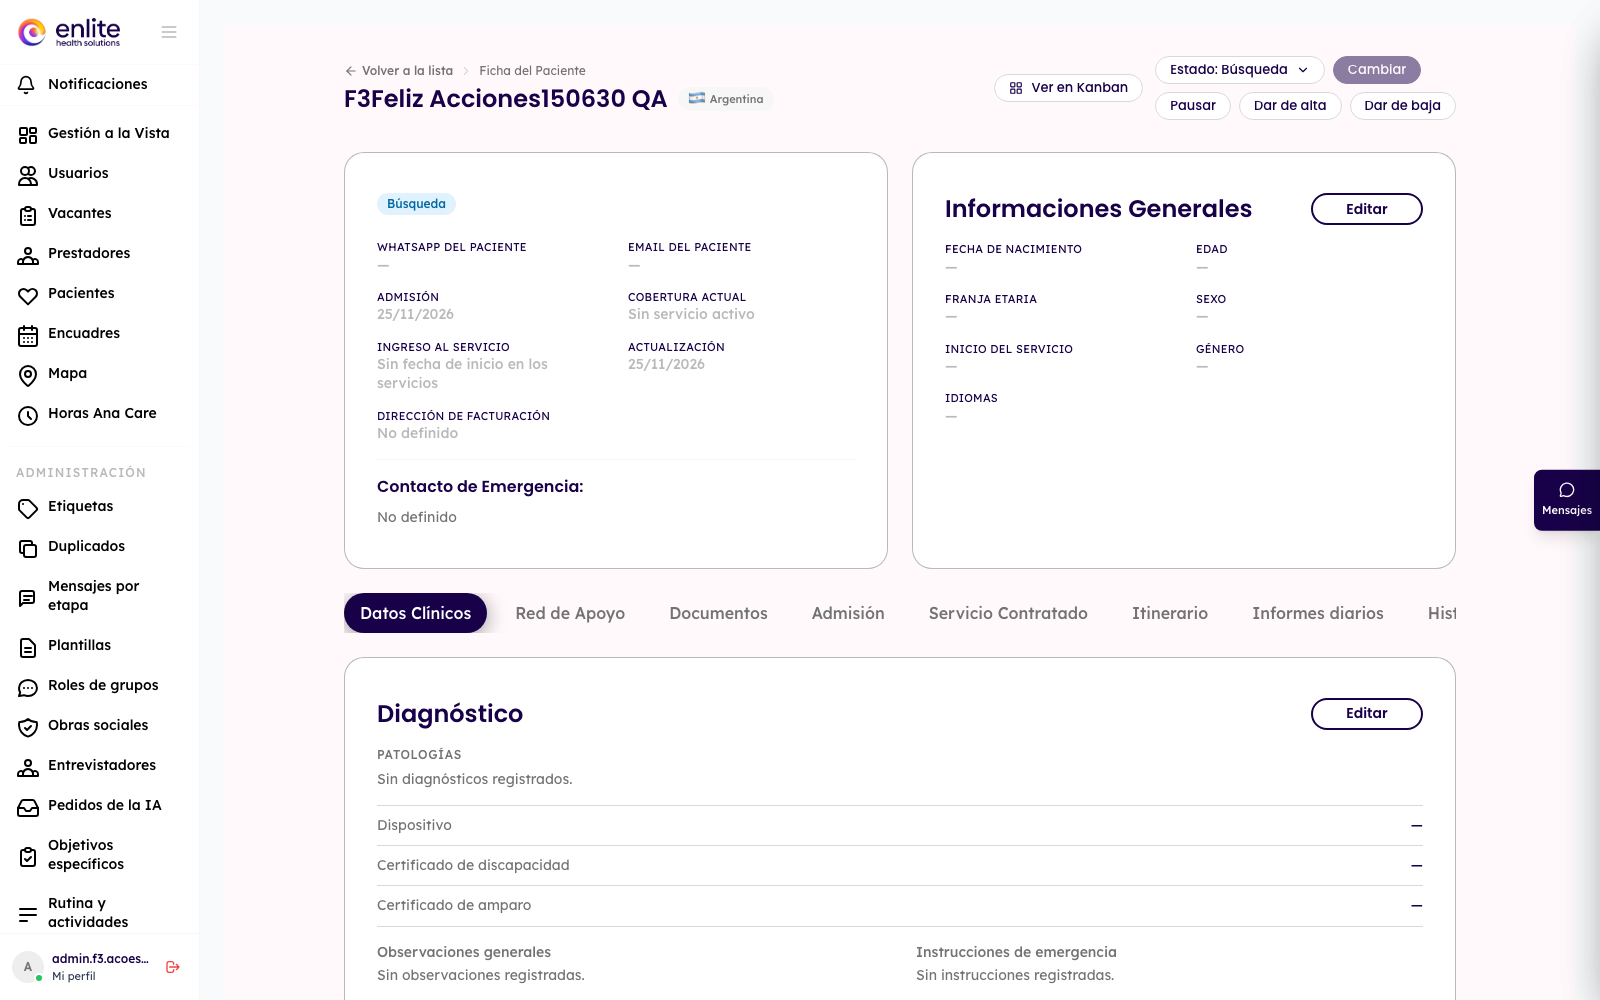 enlite
health solutions
Notificaciones
Gestión a la Vista
Usuarios
Vacantes
Prestadores
Pacientes
Encuadres
Mapa
Horas Ana Care
ADMINISTRACIÓN
Etiquetas
Duplicados
Mensajes por
etapa
Plantillas
Roles de grupos
Obras sociales
Entrevistadores
Pedidos de la IA
Objetivos
específicos
Rutina y
actividades
A
admin.f3.acoes...
Mi perfil
Volver a la lista
Ficha del Paciente
F3Feliz Acciones150630 QA
Argentina
Ver en Kanban
Estado: Búsqueda
Cambiar
Pausar
Dar de alta
Dar de baja
Búsqueda
WHATSAPP DEL PACIENTE
—
EMAIL DEL PACIENTE
—
ADMISIÓN
25/11/2026
COBERTURA ACTUAL
Sin servicio activo
INGRESO AL SERVICIO
Sin fecha de inicio en los
servicios
ACTUALIZACIÓN
25/11/2026
DIRECCIÓN DE FACTURACIÓN
No definido
Contacto de Emergencia:
No definido
Informaciones Generales
Editar
FECHA DE NACIMIENTO
—
EDAD
—
FRANJA ETARIA
—
SEXO
—
INICIO DEL SERVICIO
—
GÉNERO
—
IDIOMAS
—
Mensajes
Datos Clínicos
Red de Apoyo
Documentos
Admisión
Servicio Contratado
Itinerario
Informes diarios
Hist
Diagnóstico
Editar
PATOLOGÍAS
Sin diagnósticos registrados.
Dispositivo —
Certificado de discapacidad —
Certificado de amparo —
Observaciones generales
Sin observaciones registradas.
Instrucciones de emergencia
Sin instrucciones registradas.